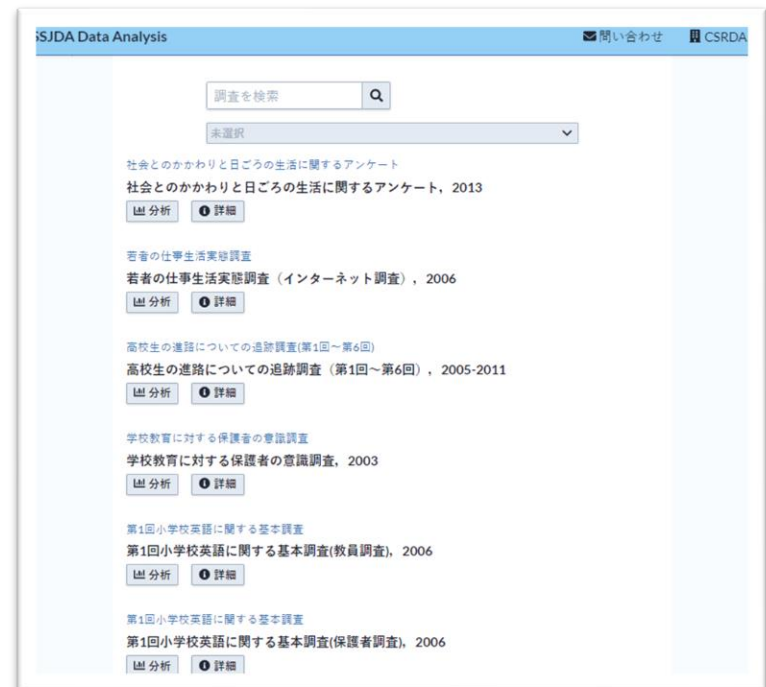 SSJDA Data Analysis
問い合わせ
CSRDA
調査を検索
未選択
社会とのかかわりと日ごろの生活に関するアンケート
社会とのかかわりと日ごろの生活に関するアンケート, 2013
分析 詳細
若者の仕事生活実態調査
若者の仕事生活実態調査（インターネット調査）, 2006
分析 詳細
高校生の進路についての追跡調査(第1回～第6回)
高校生の進路についての追跡調査（第1回～第6回）, 2005-2011
分析 詳細
学校教育に対する保護者の意識調査
学校教育に対する保護者の意識調査, 2003
分析 詳細
第1回小学校英語に関する基本調査
第1回小学校英語に関する基本調査(教員調査), 2006
分析 詳細
第1回小学校英語に関する基本調査
第1回小学校英語に関する基本調査(保護者調査), 2006
分析 詳細